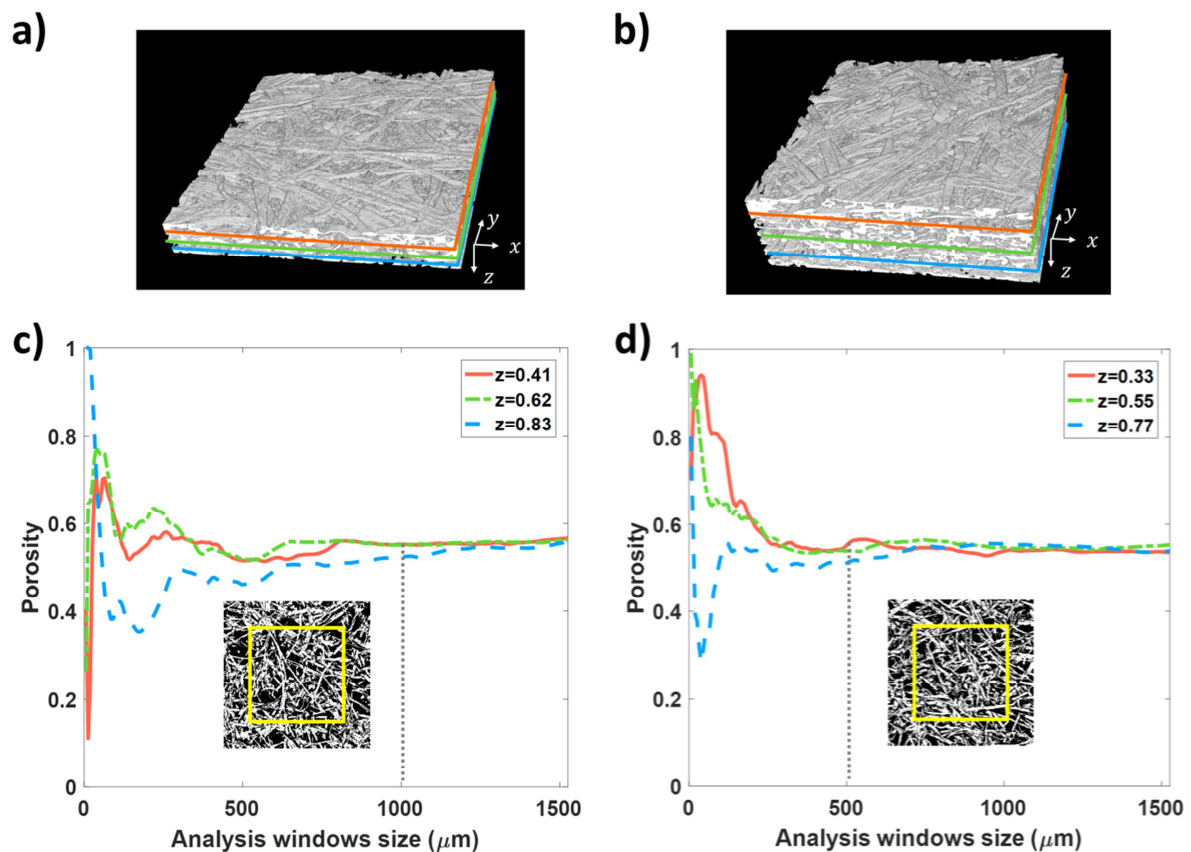 a)
b)
y
x
z
y
x
z
c)
1
0.8
0.6
0.4
0.2
0
Porosity
z=0.41
z=0.62
z=0.83
0
500
1000
1500
Analysis windows size (μm)
d)
1
0.8
0.6
0.4
0.2
0
Porosity
z=0.33
z=0.55
z=0.77
0
500
1000
1500
Analysis windows size (μm)